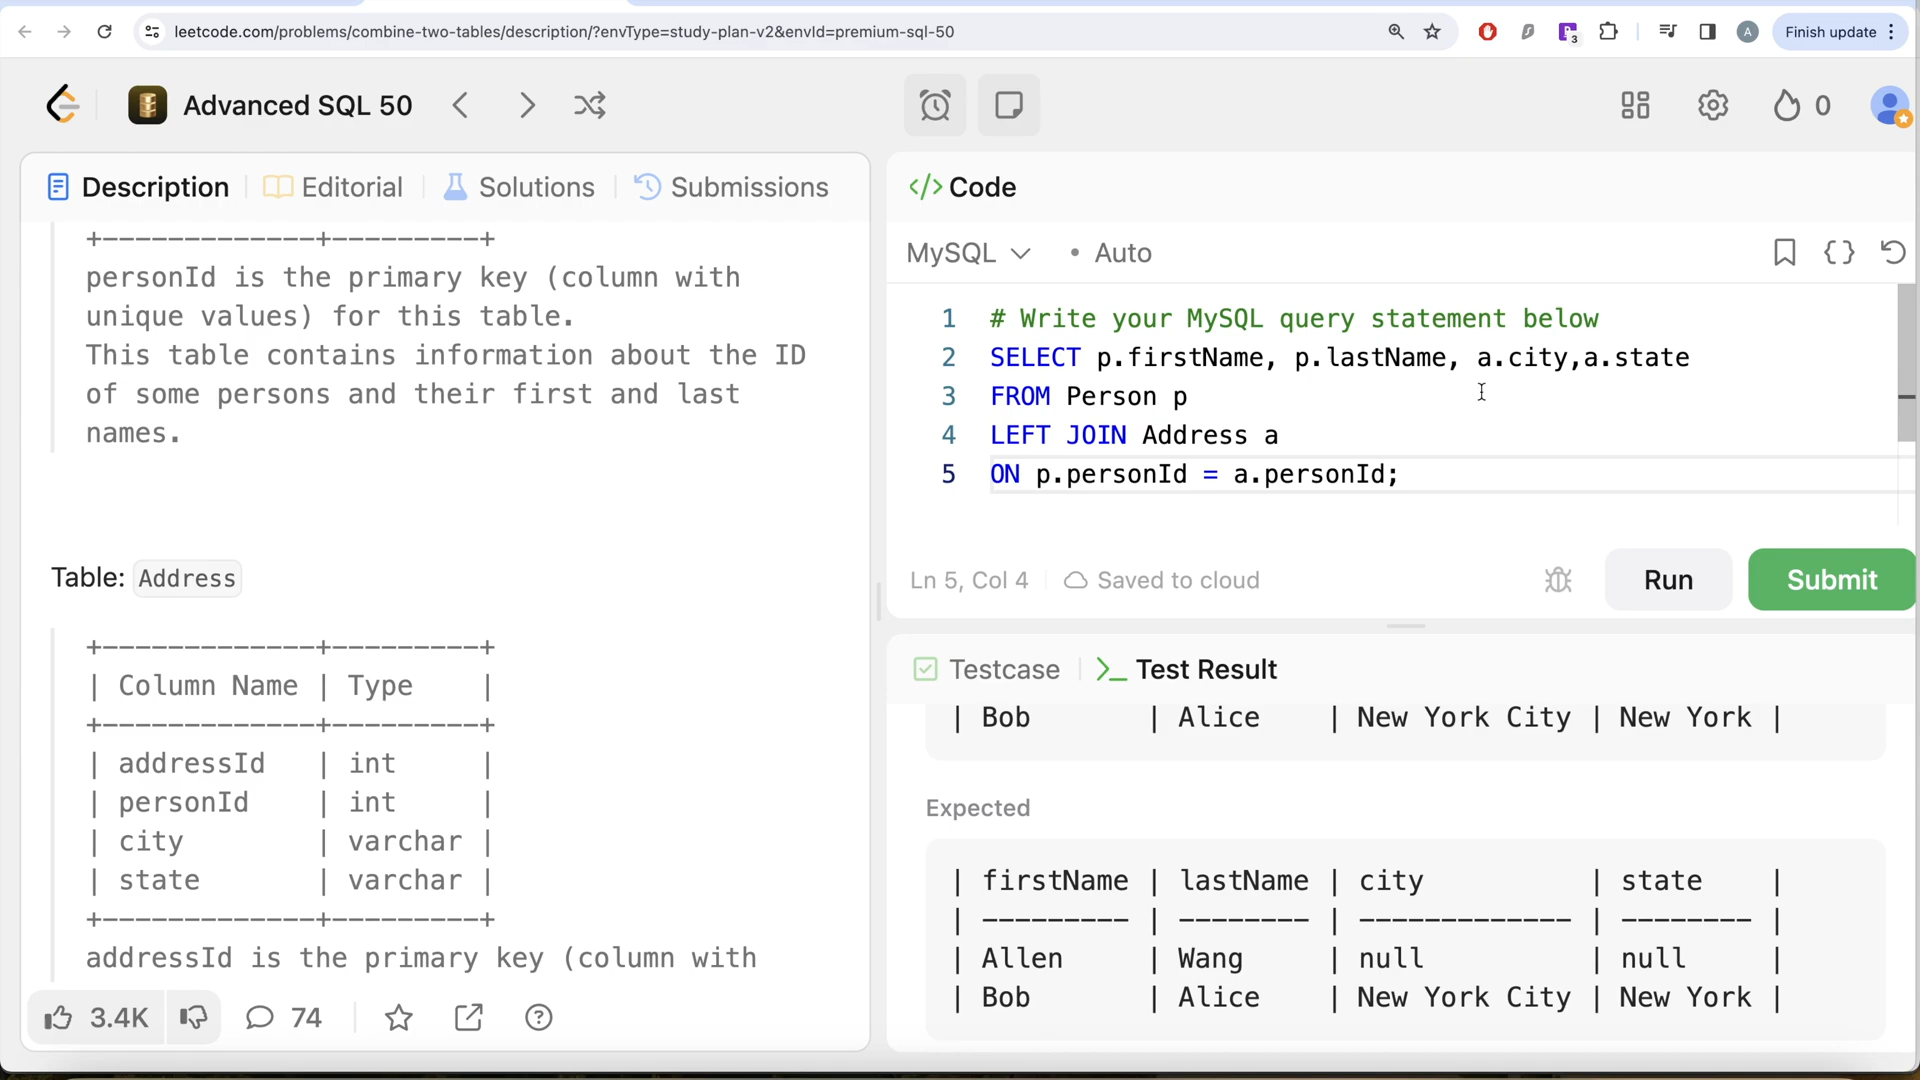 leetcode.com/problems/combine-two-tables/description/?envType=study-plan-v2&envId=premium-sql-50
3
A
Finish update
Advanced SQL 50
0
Description
Editorial
Solutions
Submissions
+-------------+---------+
personId is the primary key (column with
unique values) for this table.
This table contains information about the ID
of some persons and their first and last
names.
Table: Address
+-------------+---------+
| Column Name | Type    |
+-------------+---------+
| addressId   | int     |
| personId    | int     |
| city        | varchar |
| state       | varchar |
+-------------+---------+
addressId is the primary key (column with
3.4K
74
</> Code
MySQL
• Auto
1 # Write your MySQL query statement below
2 SELECT p.firstName, p.lastName, a.city,a.state
3 FROM Person p
4 LEFT JOIN Address a
5 ON p.personId = a.personId;
Ln 5, Col 4
Saved to cloud
Run
Submit
Testcase
Test Result
| Bob       | Alice    | New York City | New York |
Expected
| firstName | lastName | city          | state    |
| --------- | -------- | ------------- | -------- |
| Allen     | Wang     | null          | null     |
| Bob       | Alice    | New York City | New York |